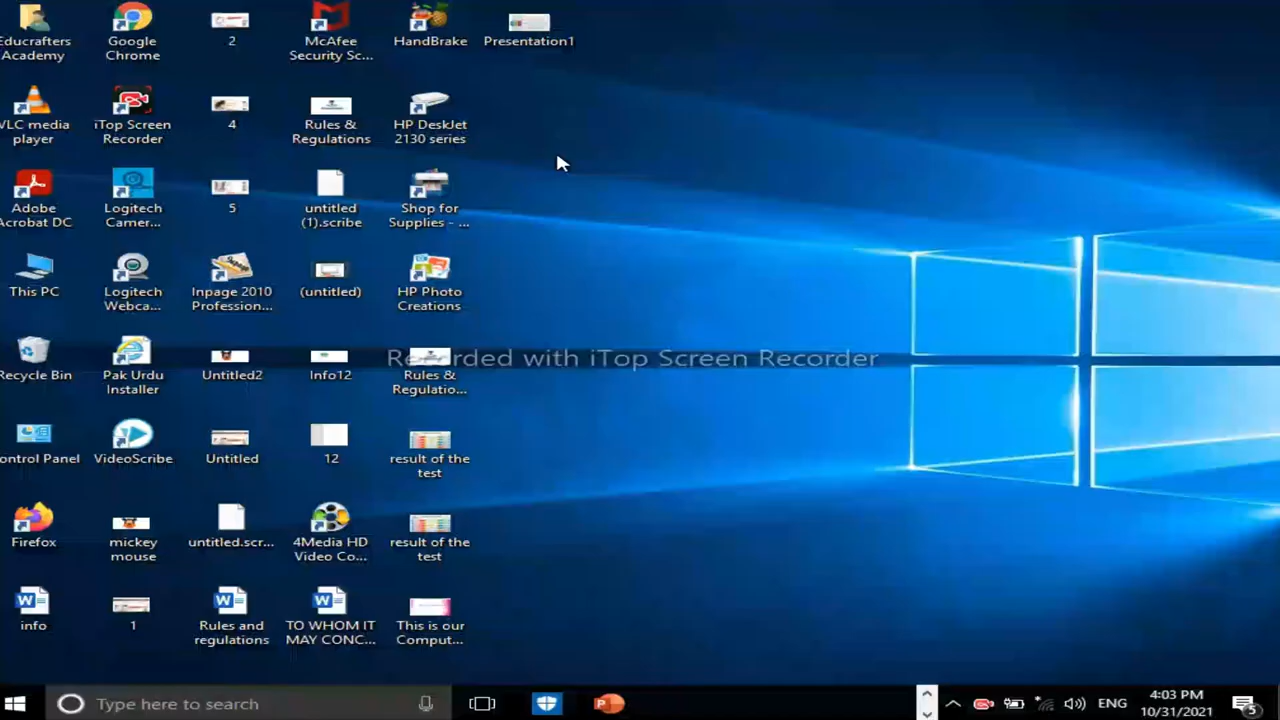 Educrafters
Academy
Google
Chrome
2
McAfee
Security Sc...
HandBrake
Presentation1
VLC media
player
iTop Screen
Recorder
4
Rules &
Regulations
HP DeskJet
2130 series
Adobe
Acrobat DC
Logitech
Camer...
5
untitled
(1).scribe
Shop for
Supplies - ...
This PC
Logitech
Webca...
Inpage 2010
Profession...
(untitled)
HP Photo
Creations
Recorded with iTop Screen Recorder
Recycle Bin
Pak Urdu
Installer
Untitled2
Info12
Rules &
Regulatio...
ontrol Panel
VideoScribe
Untitled
12
result of the
test
Firefox
mickey
mouse
untitled.scr...
4Media HD
Video Co...
result of the
test
info
1
Rules and
regulations
TO WHOM IT
MAY CONC...
This is our
Comput...
Type here to search
ENG
4:03 PM
10/31/2021
5